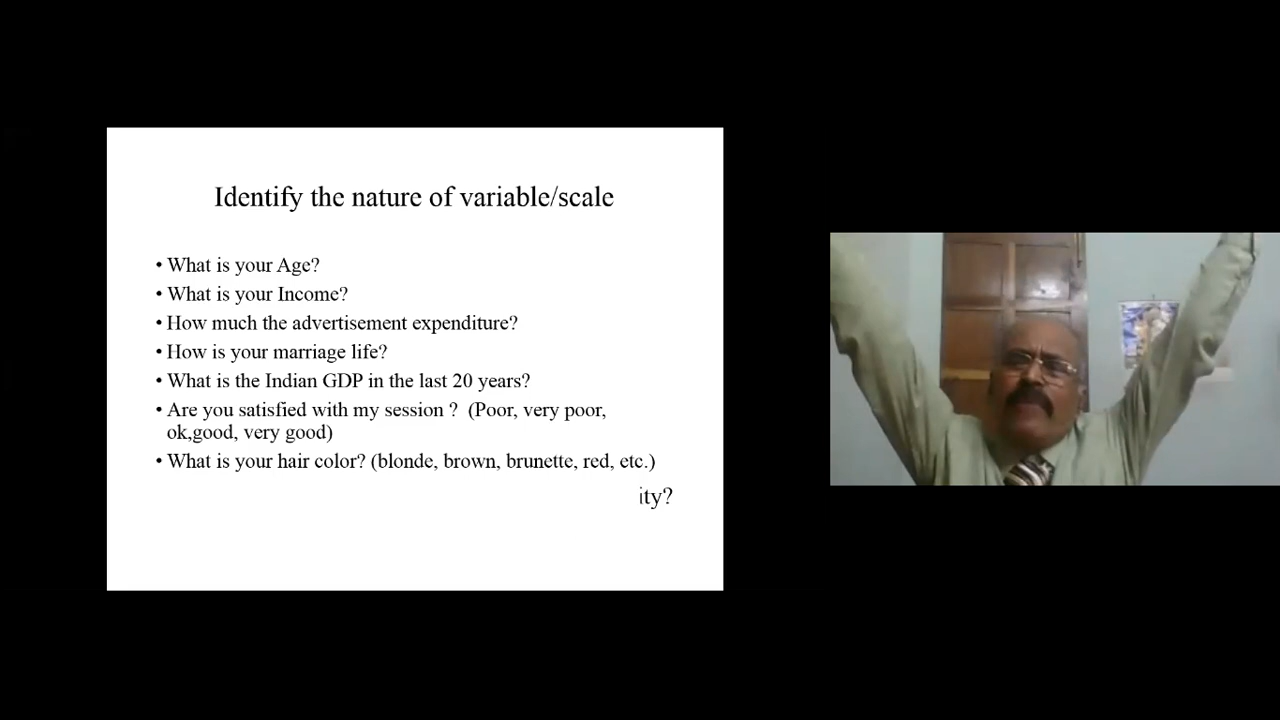 Identify the nature of variable/scale
• What is your Age?
• What is your Income?
• How much the advertisement expenditure?
• How is your marriage life?
• What is the Indian GDP in the last 20 years?
• Are you satisfied with my session ? (Poor, very poor,
ok,good, very good)
• What is your hair color? (blonde, brown, brunette, red, etc.)
ity?